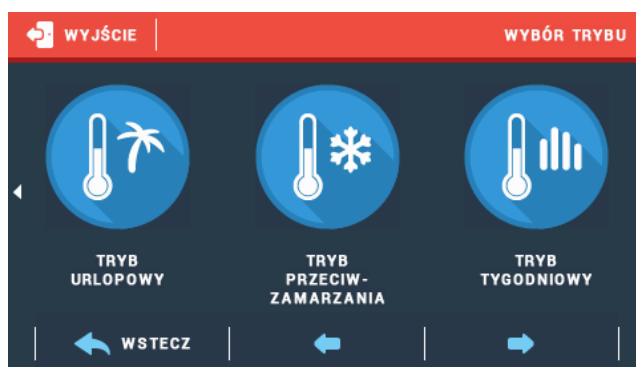 WYJŚCIE
WYBÓR TRYBU
TRYB
URLOPOWY
TRYB
PRZECIW-
ZAMARZANIA
TRYB
TYGODNIOWY
WSTECZ